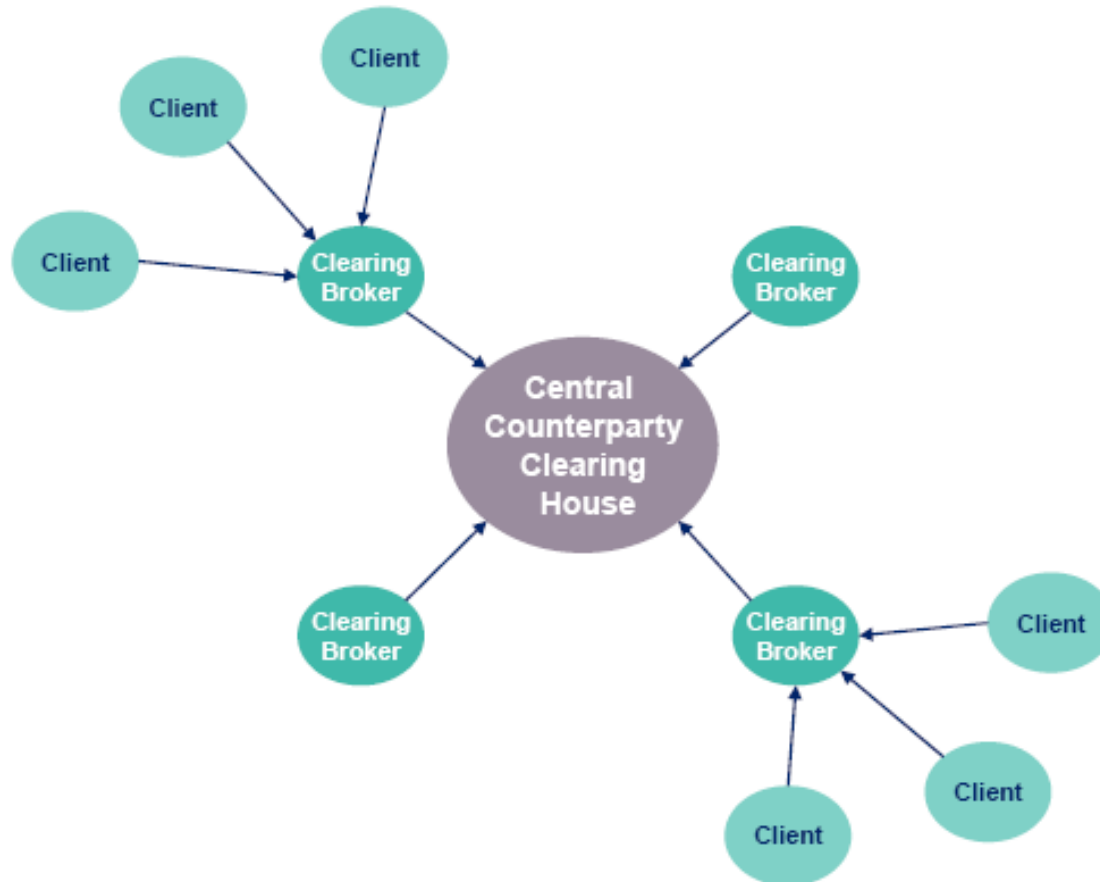 Client
Client
Client
Clearing
Broker
Clearing
Broker
Central
Counterparty
Clearing
House
Clearing
Broker
Clearing
Broker
Client
Client
Client